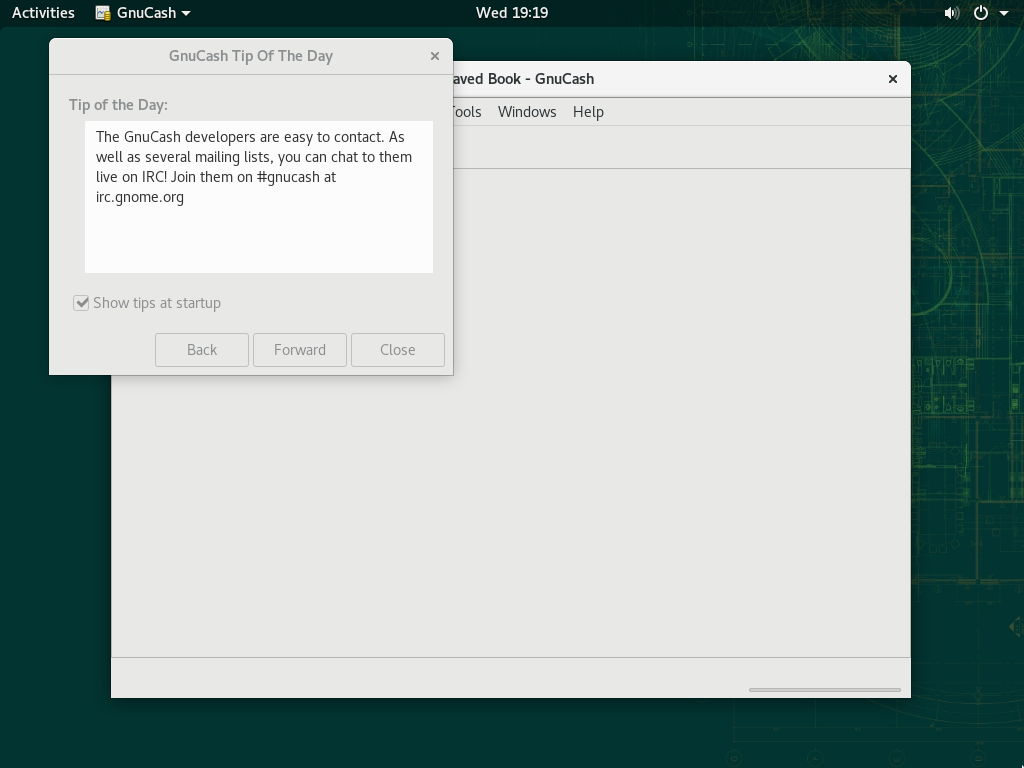 Activities
GnuCash
Wed 19:19
GnuCash Tip Of The Day
Tip of the Day:
The GnuCash developers are easy to contact. As
well as several mailing lists, you can chat to them
live on IRC! Join them on #gnucash at
irc.gnome.org
Show tips at startup
Back
Forward
Close
Book - GnuCash
Windows
Help